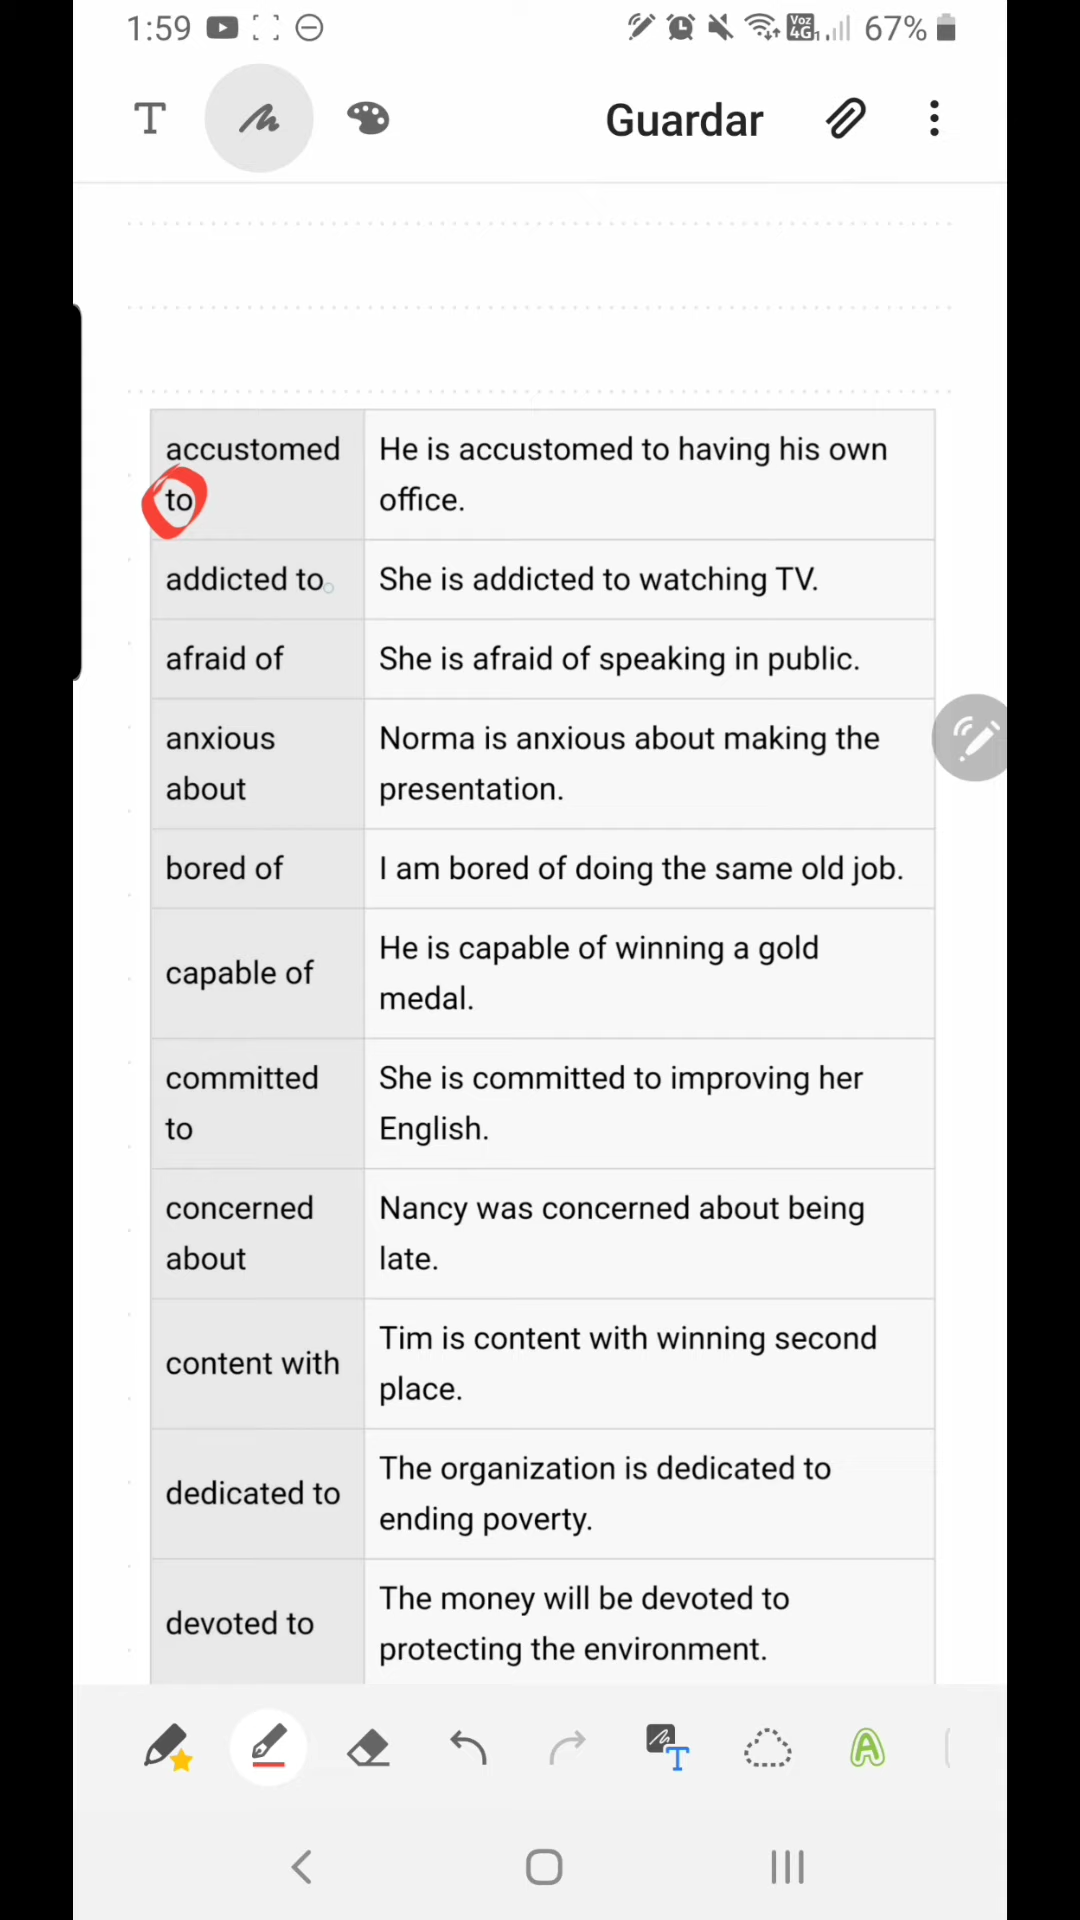 1:59 Voz 4G 1 67%
T Guardar
accustomed to
He is accustomed to having his own
office.
addicted to
She is addicted to watching TV.
afraid of
She is afraid of speaking in public.
anxious
about
Norma is anxious about making the
presentation.
bored of
I am bored of doing the same old job.
capable of
He is capable of winning a gold
medal.
committed
to
She is committed to improving her
English.
concerned
about
Nancy was concerned about being
late.
content with
Tim is content with winning second
place.
dedicated to
The organization is dedicated to
ending poverty.
devoted to
The money will be devoted to
protecting the environment.
T A